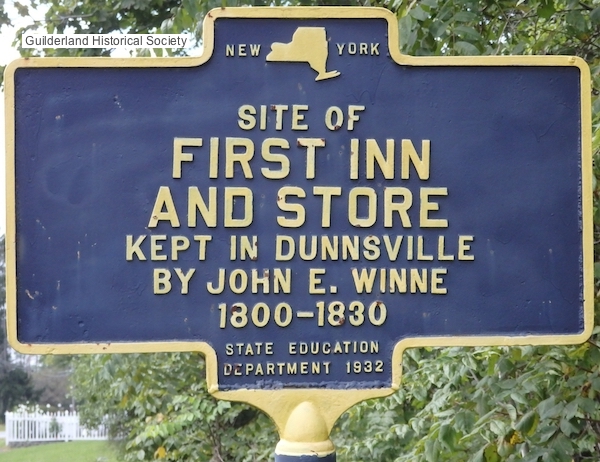 Guilderland Historical Society
NEW YORK
SITE OF
FIRST INN
AND STORE
KEPT IN DUNNSVILLE
BY JOHN E. WINNE
1800-1830
STATE EDUCATION
DEPARTMENT 1932